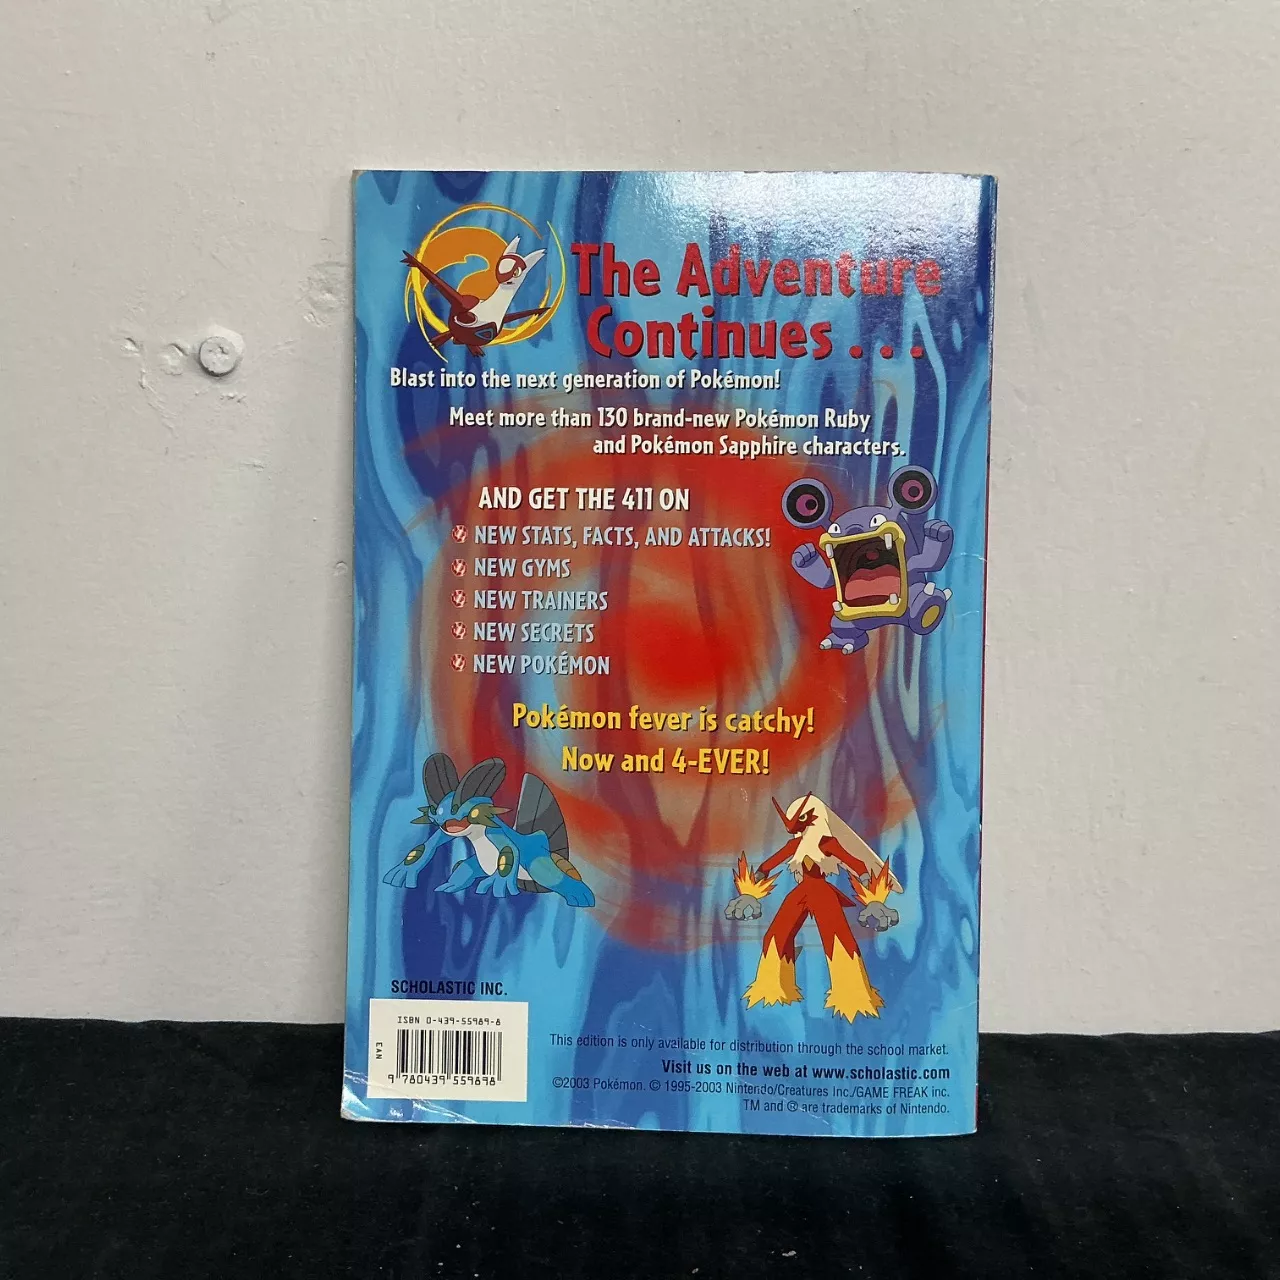 The Adventure
Continues . . .
Blast into the next generation of Pokémon!
Meet more than 130 brand-new Pokémon Ruby
and Pokémon Sapphire characters.
AND GET THE 411 ON
NEW STATS, FACTS, AND ATTACKS!
NEW GYMS
NEW TRAINERS
NEW SECRETS
NEW POKÉMON
Pokémon fever is catchy!
Now and 4-EVER!
SCHOLASTIC INC.
ISBN 0-439-55989-8
EAN
9 780439 559898
This edition is only available for distribution through the school market.
Visit us on the web at www.scholastic.com
©2003 Pokémon. © 1995-2003 Nintendo/Creatures Inc./GAME FREAK inc.
TM and ® are trademarks of Nintendo.